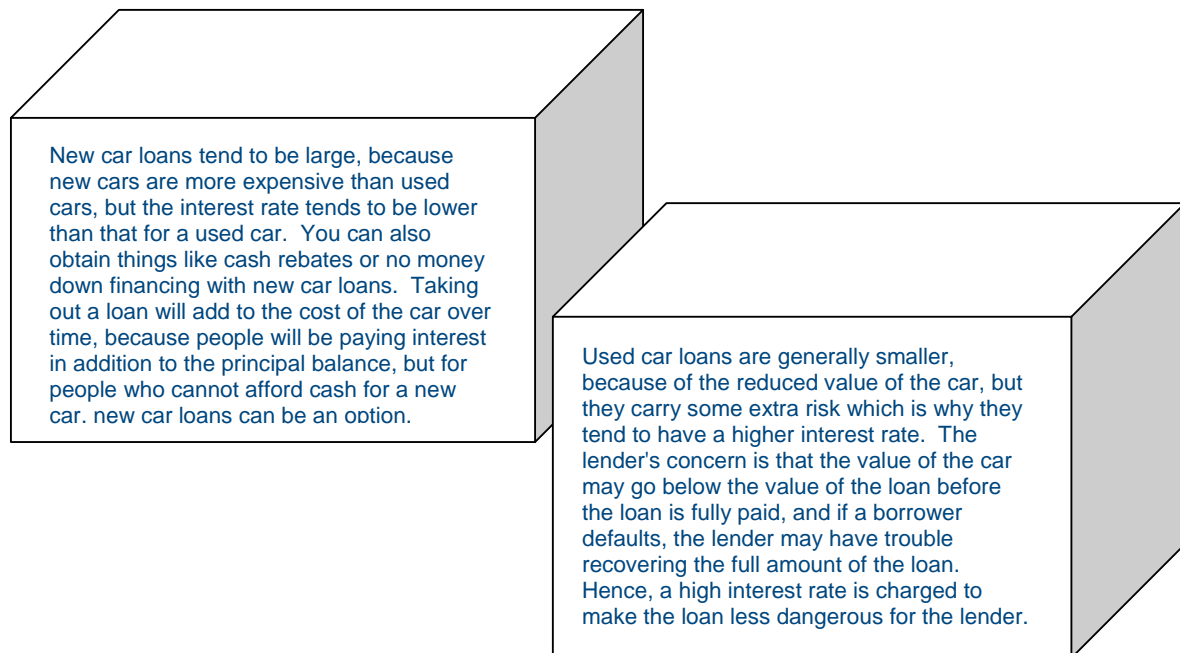 New car loans tend to be large, because
new cars are more expensive than used
cars, but the interest rate tends to be lower
than that for a used car.  You can also
obtain things like cash rebates or no money
down financing with new car loans.  Taking
out a loan will add to the cost of the car over
time, because people will be paying interest
in addition to the principal balance, but for
people who cannot afford cash for a new
car, new car loans can be an option.
Used car loans are generally smaller,
because of the reduced value of the car, but
they carry some extra risk which is why they
tend to have a higher interest rate.  The
lender's concern is that the value of the car
may go below the value of the loan before
the loan is fully paid, and if a borrower
defaults, the lender may have trouble
recovering the full amount of the loan.
Hence, a high interest rate is charged to
make the loan less dangerous for the lender.